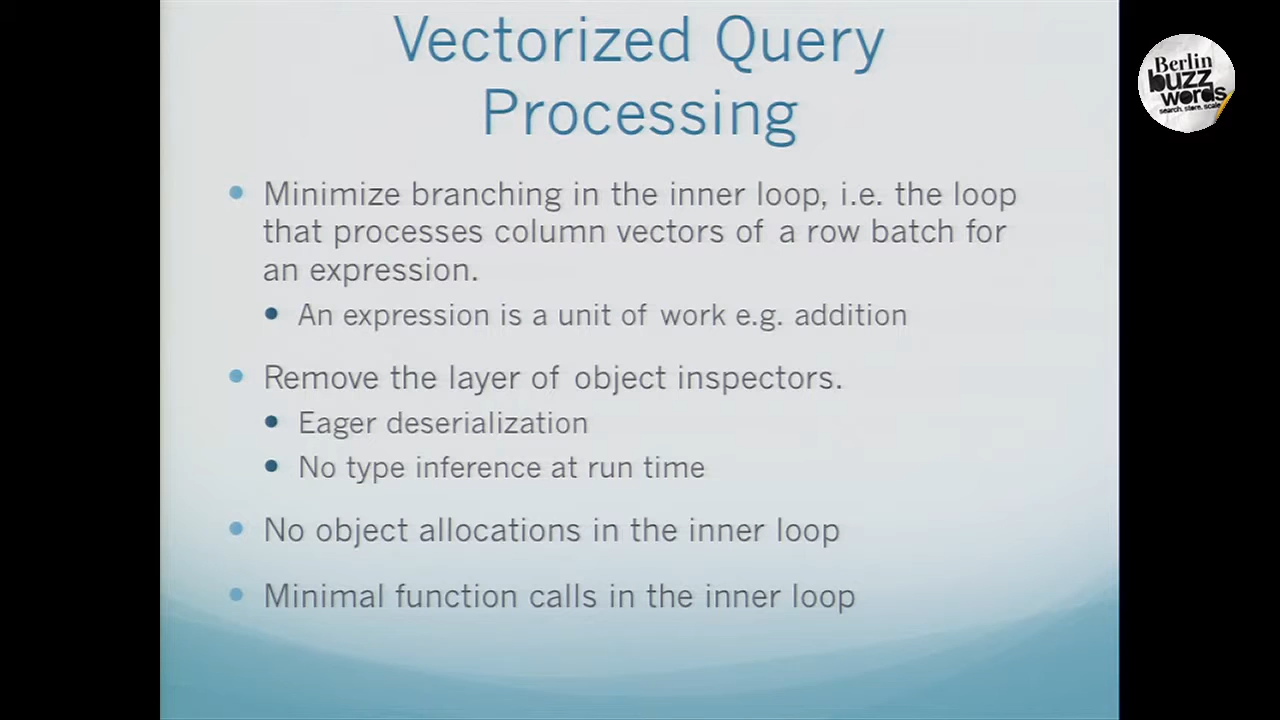 Vectorized Query
Processing
Minimize branching in the inner loop, i.e. the loop
that processes column vectors of a row batch for
an expression.
An expression is a unit of work e.g. addition
Remove the layer of object inspectors.
Eager deserialization
No type inference at run time
No object allocations in the inner loop
Minimal function calls in the inner loop
Berlin
buzz
words
search. store. scale.